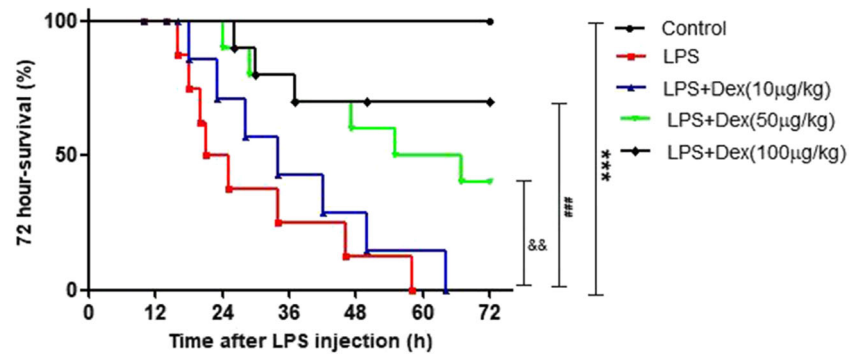 72 hour-survival (%)
100
50
0
0 12 24 36 48 60 72
Time after LPS injection (h)
&&
###
***
Control
LPS
LPS+Dex(10μg/kg)
LPS+Dex(50μg/kg)
LPS+Dex(100μg/kg)